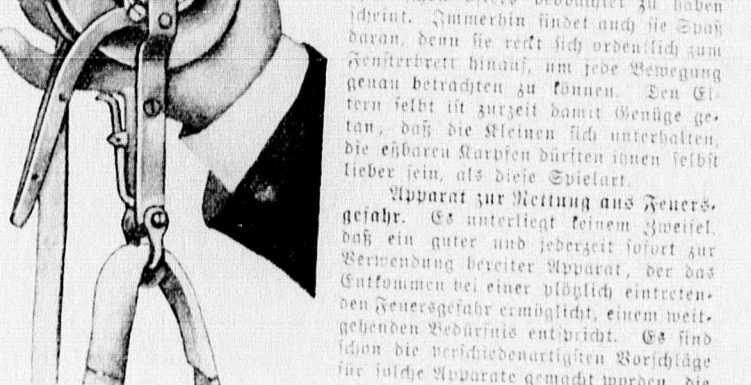 beobachtet zu haben
scheint. Immerhin findet auch sie Spaß
daran, denn sie reckt sich ordentlich zum
Fensterbrett hinauf, um jede Bewegung
genau betrachten zu können. Den El-
tern selbst ist zurzeit damit Genüge ge-
tan, daß die Kleinen sich unterhalten,
die eßbaren Karpfen dürften ihnen selbst
lieber sein, als diese Spielart.
Apparat zur Rettung aus Feuers-
gefahr. Es unterliegt keinem Zweifel,
daß ein guter und jederzeit sofort zur
Verwendung bereiter Apparat, der das
Entkommen bei einer plötzlich eintreten-
den Feuersgefahr ermöglicht, einem weit-
gehenden Bedürfnis entspricht. Es sind
schon die verschiedenartigsten Vorschläge
für solche Apparate gemacht worden, die